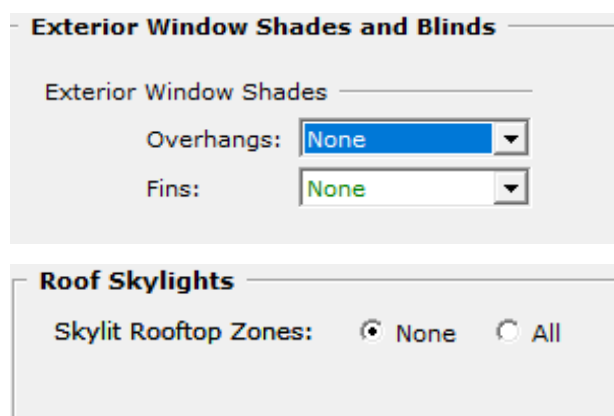 Exterior Window Shades and Blinds
Exterior Window Shades
Overhangs: None
Fins: None
Roof Skylights
Skylit Rooftop Zones: None All